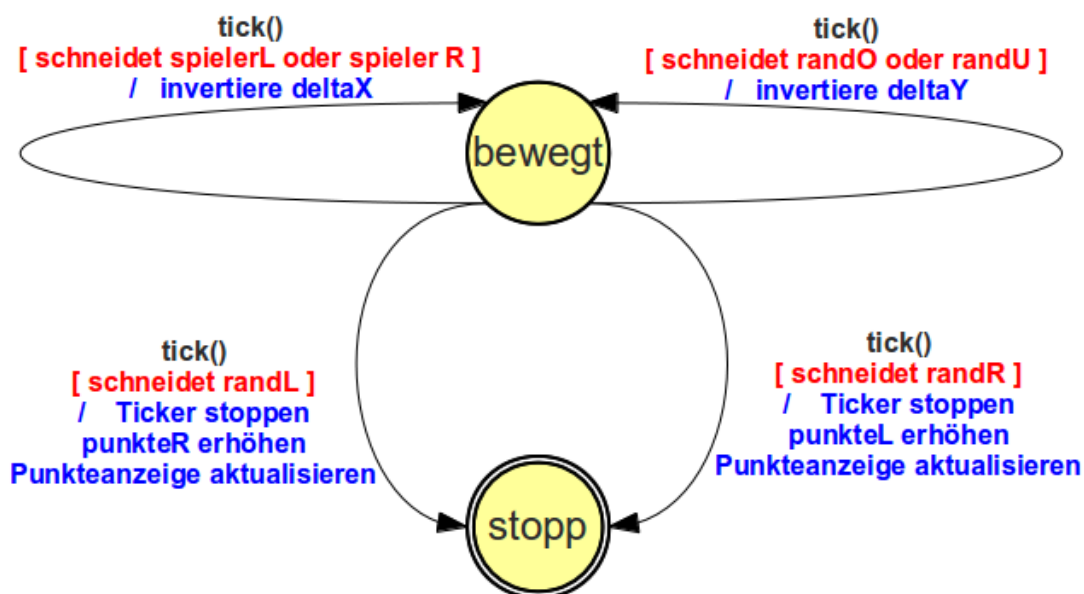 tick()
[ schneidet spielerL oder spieler R ]
/ invertiere deltaX
tick()
[ schneidet randO oder randU ]
/ invertiere deltaY
bewegt
tick()
[ schneidet randL ]
/ Ticker stoppen
punkteR erhöhen
Punkteanzeige aktualisieren
tick()
[ schneidet randR ]
/ Ticker stoppen
punkteL erhöhen
Punkteanzeige aktualisieren
stopp